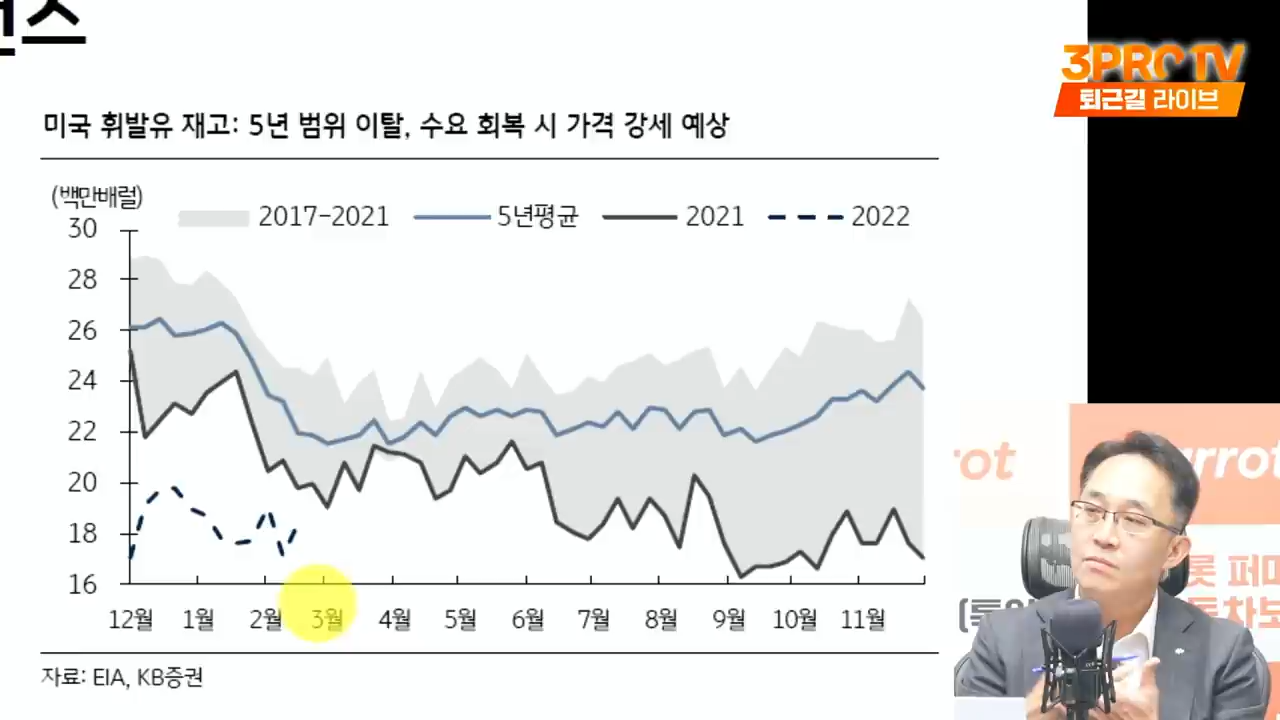 3PROTV
퇴근길 라이브
미국 휘발유 재고: 5년 범위 이탈, 수요 회복 시 가격 강세 예상
(백만배럴)
2017-2021 5년평균 2021 2022
30
28
26
24
22
20
18
16
12월 1월 2월 3월 4월 5월 6월 7월 8월 9월 10월 11월
자료: EIA, KB증권